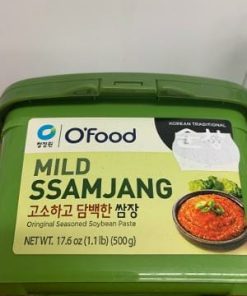 KOREAN TRADITIONAL
청정원
O'Food
MILD
SSAMJANG
고소하고 담백한 쌈장
Original Seasoned Soybean Paste
NET WT. 17.6 oz (1.1 lb) (500g)